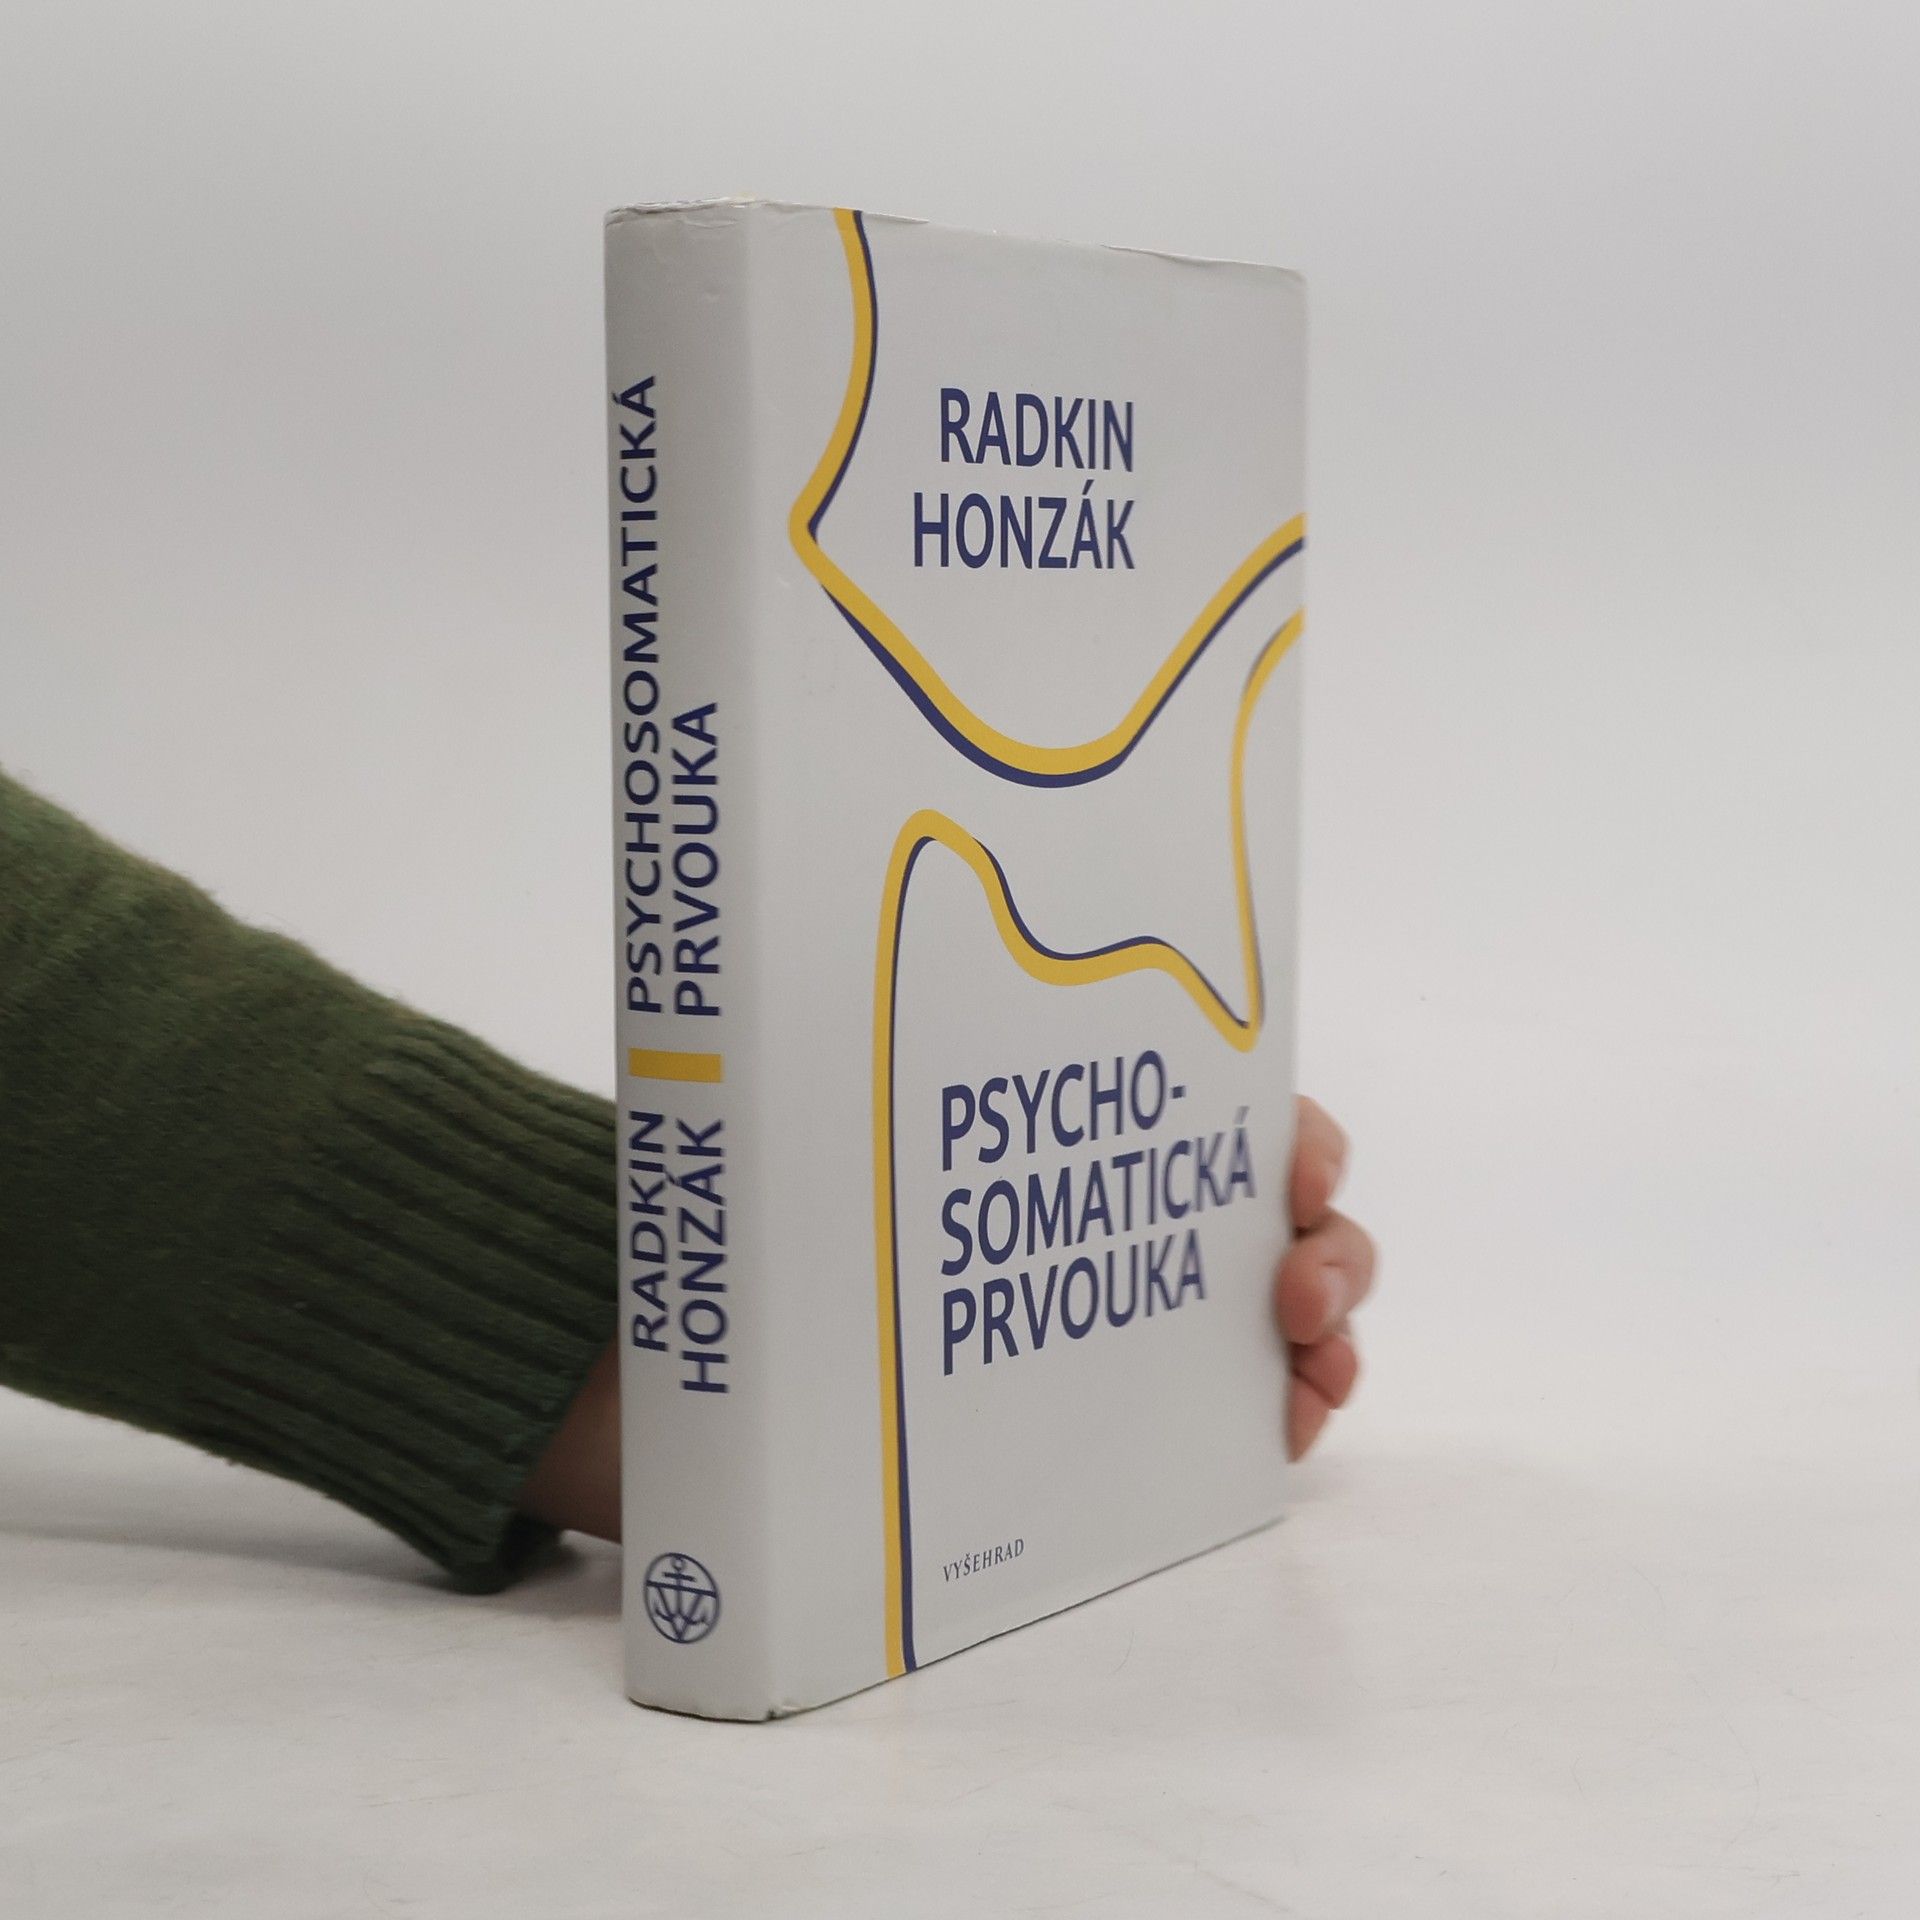 PSYCHOSOMATICKÁ
PRVOUKA
RADKIN
HONZÁK
RADKIN
HONZÁK
PSYCHO-
SOMATICKÁ
PRVOUKA
VYŠEHRAD